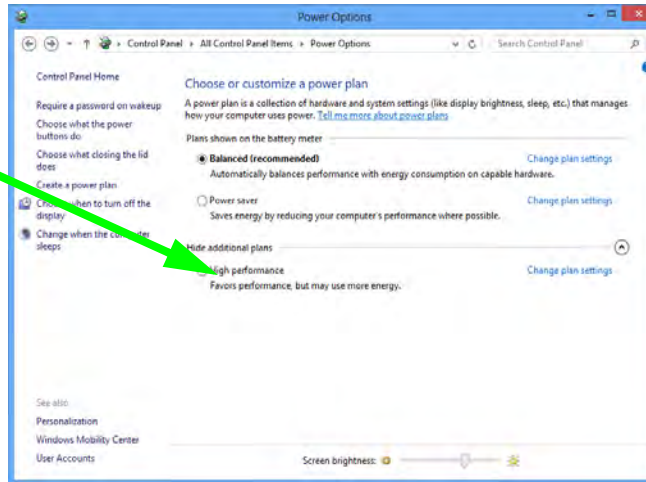 Power Options
Control Panel ▸ All Control Panel Items ▸ Power Options
Search Control Panel
Control Panel Home
Require a password on wakeup
Choose what the power
buttons do
Choose what closing the lid
does
Create a power plan
Choose when to turn off the
display
Change when the computer
sleeps
See also
Personalization
Windows Mobility Center
User Accounts
Choose or customize a power plan
A power plan is a collection of hardware and system settings (like display brightness, sleep, etc.) that manages
how your computer uses power. Tell me more about power plans
Plans shown on the battery meter
Balanced (recommended)
Change plan settings
Automatically balances performance with energy consumption on capable hardware.
Power saver
Change plan settings
Saves energy by reducing your computer's performance where possible.
Hide additional plans
High performance
Change plan settings
Favors performance, but may use more energy.
Screen brightness: